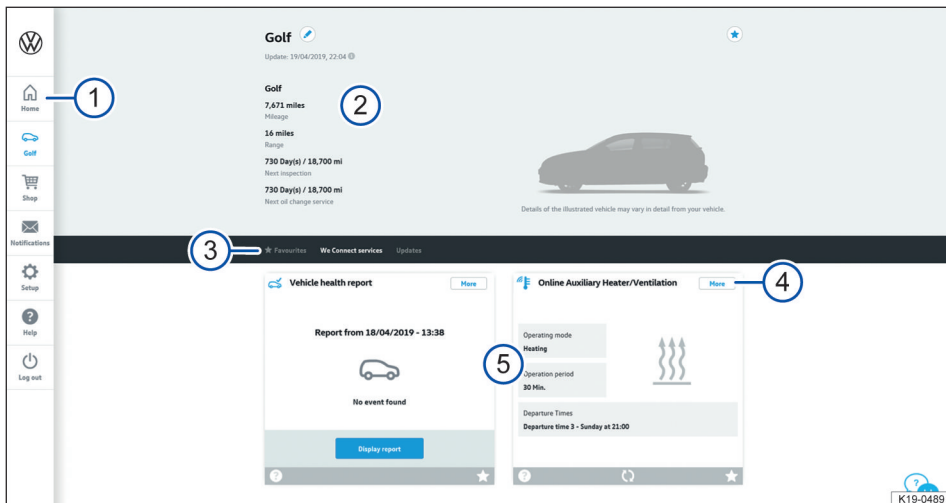 Golf
Update: 19/04/2019, 22:04
Golf
7,671 miles
Mileage
16 miles
Range
730 Day(s) / 18,700 mi
Next inspection
730 Day(s) / 18,700 mi
Next oil change service
Details of the illustrated vehicle may vary in detail from your vehicle.
1
2
Home
Golf
Shop
Notifications
Setup
?
Help
Log out
3
Favourites We Connect services Updates
Vehicle health report More
Report from 18/04/2019 - 13:38
No event found
Display report
?
Online Auxiliary Heater/Ventilation More
4
5
Operating mode
Heating
Operation period
30 Min.
Departure Times
Departure time 3 - Sunday at 21:00
?
?
K19-0489